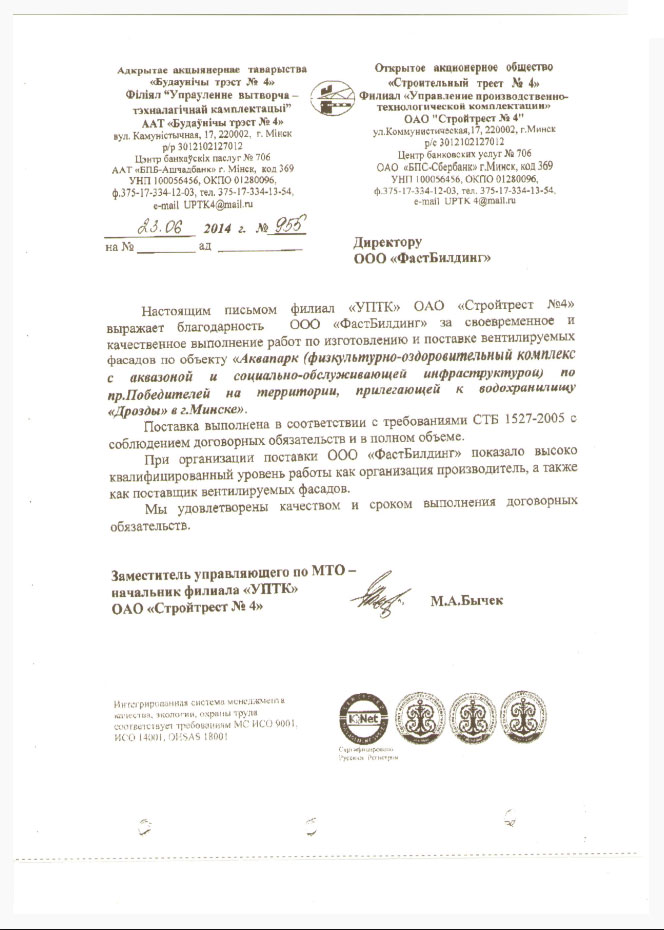 Адкрытае акцыянернае таварыства
«Будаўнічы трэст № 4»
Філіял "Упрауленне вытворча –
тэхналагічнай камплектацыі"
ААТ «Будаўнічы трэст № 4»
вул. Камуністычная, 17, 220002, г. Мінск
р/р 3012102127012
Цэнтр банкаўскіх паслуг № 706
ААТ «БПБ-Ашчадбанк» г. Мінск, код 369
УНП 100056456, ОКПО 01280096,
ф.375-17-334-12-03, тел. 375-17-334-13-54,
e-mail UPTK4@mail.ru
Открытое акционерное общество
«Строительный трест № 4»
Филиал «Управление производственно-
технологической комплектации»
ОАО "Стройтрест № 4"
ул.Коммунистическая,17, 220002, г.Минск
р/с 3012102127012
Центр банковских услуг № 706
ОАО «БПС-Сбербанк» г.Минск, код 369
УНП 100056456, ОКПО 01280096,
ф.375-17-334-12-03, тел. 375-17-334-13-54,
e-mail UPTK 4@mail.ru
23.06 2014 г. № 955
на № ад
Директору
ООО «ФастБилдинг»
Настоящим письмом филиал «УПТК» ОАО «Стройтрест №4»
выражает благодарность ООО «ФастБилдинг» за своевременное и
качественное выполнение работ по изготовлению и поставке вентилируемых
фасадов по объекту «Аквапарк (физкультурно-оздоровительный комплекс
с аквазоной и социально-обслуживающей инфраструктурой) по
пр.Победителей на территории, прилегающей к водохранилищу
«Дрозды» в г.Минске».
Поставка выполнена в соответствии с требованиями СТБ 1527-2005 с
соблюдением договорных обязательств и в полном объеме.
При организации поставки ООО «ФастБилдинг» показало высоко
квалифицированный уровень работы как организация производитель, а также
как поставщик вентилируемых фасадов.
Мы удовлетворены качеством и сроком выполнения договорных
обязательств.
Заместитель управляющего по МТО –
начальник филиала «УПТК»
ОАО «Стройтрест № 4»
М.А.Бычек
Интегрированная система менеджмента
качества, экологии, охраны труда
соответствует требованиям МС ИСО 9001,
ИСО 14001, OHSAS 18001
IQNet
Сертифицировано
Русским Регистром